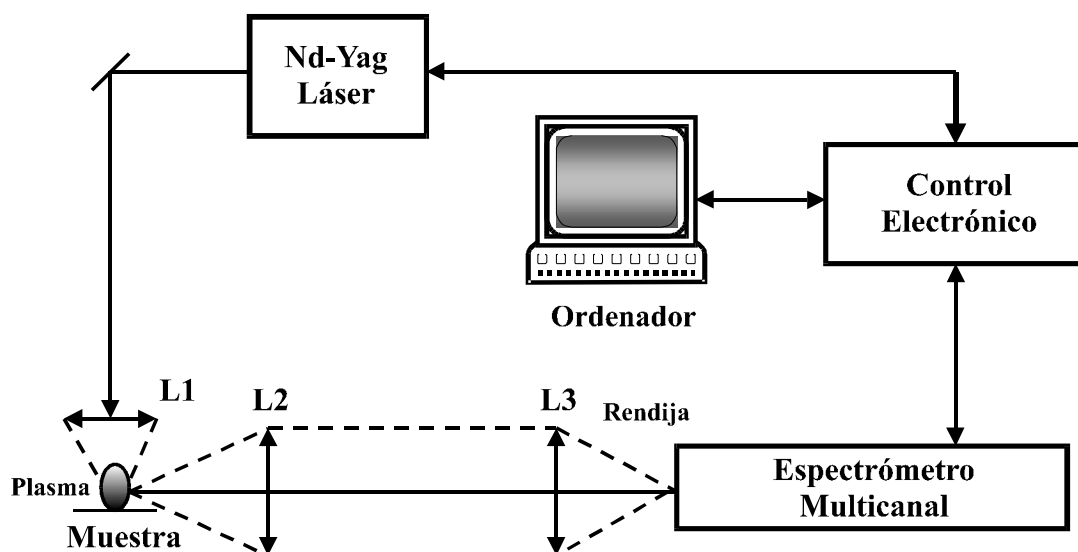 Nd-Yag
Láser
Control
Electrónico
Ordenador
L1
L2
L3
Rendija
Plasma
Muestra
Espectrómetro
Multicanal